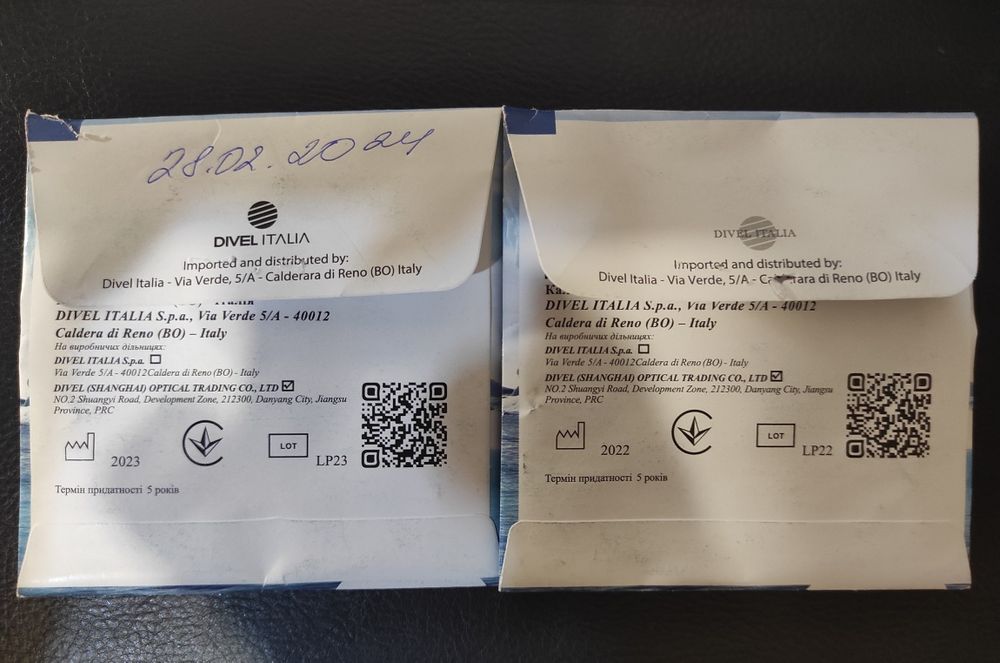 28.02.2024
DIVEL ITALIA
Imported and distributed by:
Divel Italia - Via Verde, 5/A - Calderara di Reno (BO) Italy
DIVEL ITALIA S.p.a., Via Verde 5/A - 40012
Caldera di Reno (BO) – Italy
На виробничих дільницях:
DIVEL ITALIA S.p.a. ☐
Via Verde 5/A - 40012Caldera di Reno(BO) - Italy
DIVEL (SHANGHAI) OPTICAL TRADING CO., LTD ☑
NO.2 Shuangyi Road, Development Zone, 212300, Danyang City, Jiangsu
Province, PRC
2023
LOT
LP23
Термін придатності 5 років
DIVEL ITALIA
Imported and distributed by:
Divel Italia - Via Verde, 5/A - Calderara di Reno (BO) Italy
DIVEL ITALIA S.p.a., Via Verde 5/A - 40012
Caldera di Reno (BO) – Italy
На виробничих дільницях:
DIVEL ITALIA S.p.a. ☐
Via Verde 5/A - 40012Caldera di Reno(BO) - Italy
DIVEL (SHANGHAI) OPTICAL TRADING CO., LTD ☑
NO.2 Shuangyi Road, Development Zone, 212300, Danyang City, Jiangsu
Province, PRC
2022
LOT
LP22
Термін придатності 5 років